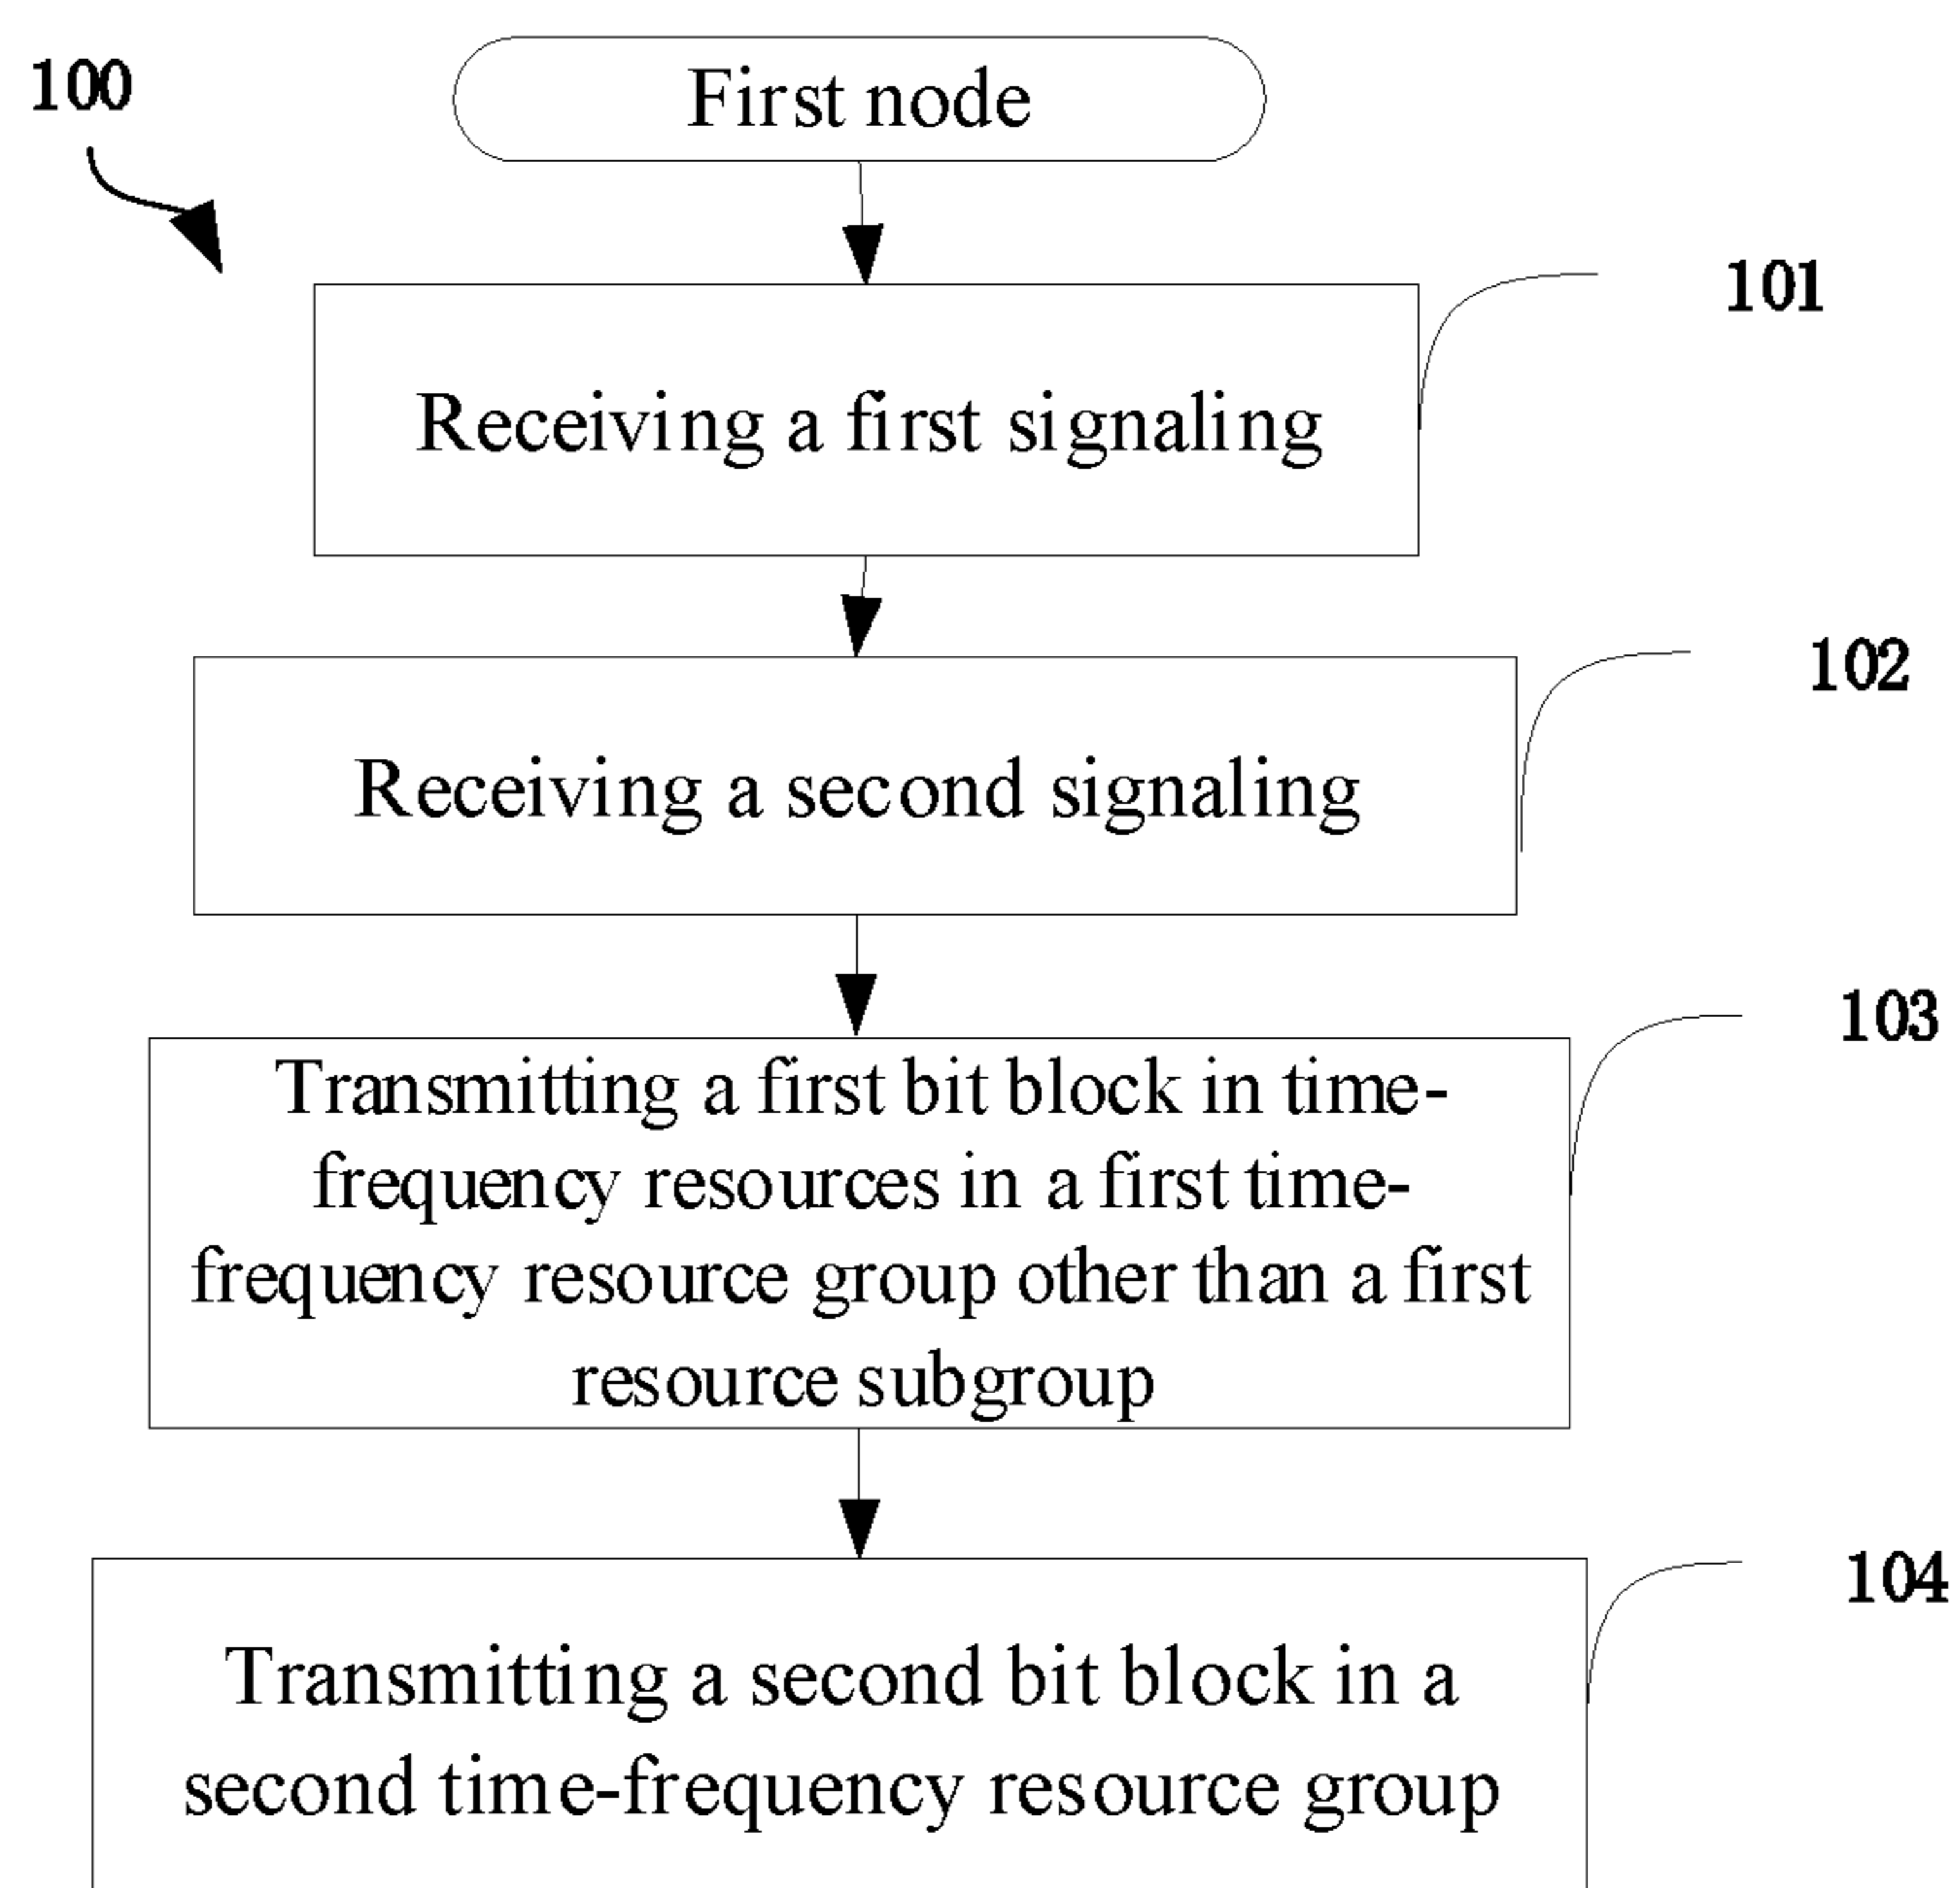 100
First node
101
Receiving a first signaling
102
Receiving a second signaling
103
Transmitting a first bit block in time-
frequency resources in a first time-
frequency resource group other than a first
resource subgroup
104
Transmitting a second bit block in a
second time-frequency resource group